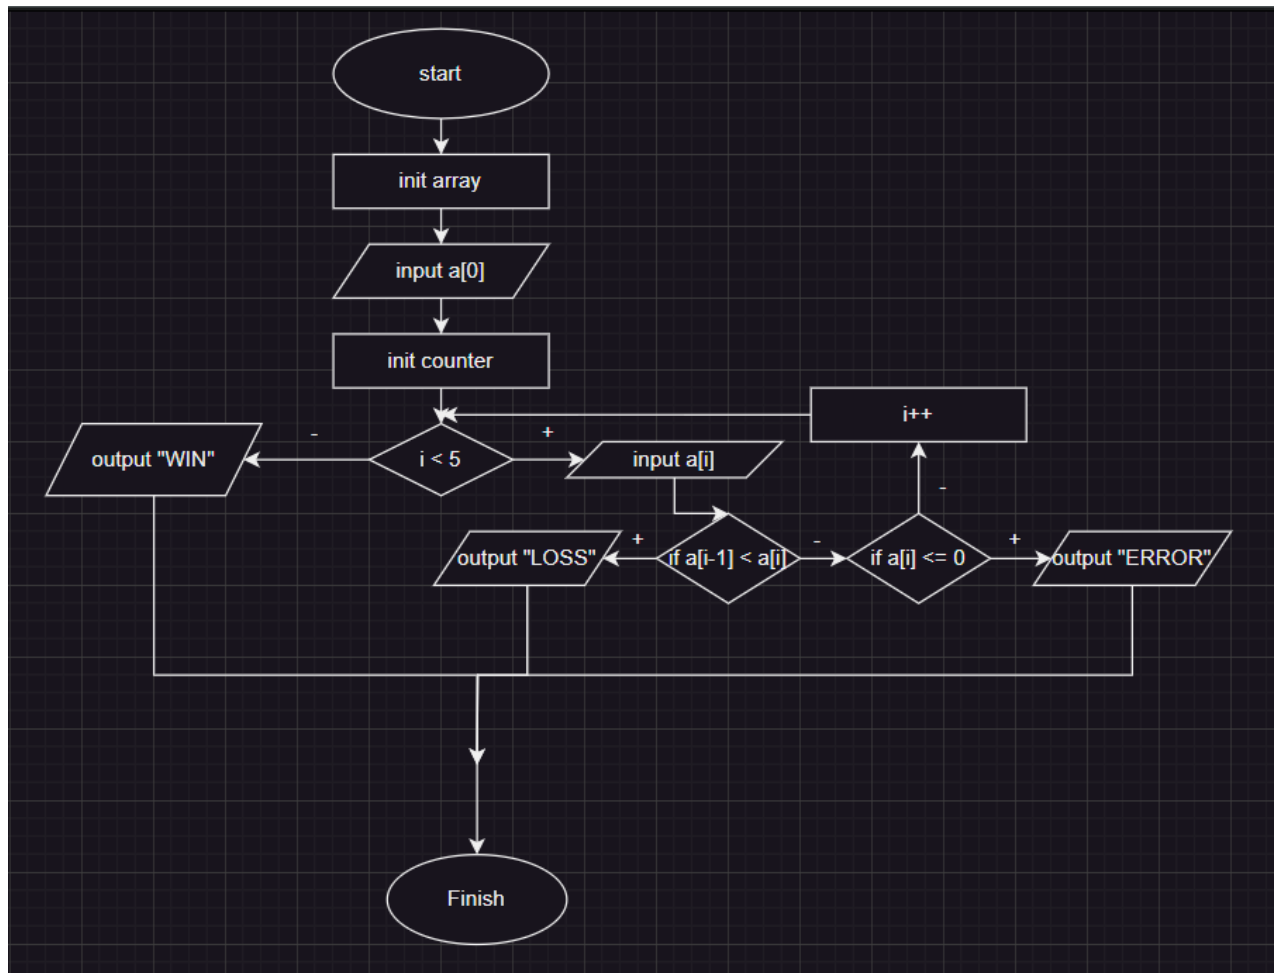 start
init array
input a[0]
init counter
i++
-
+
output "WIN"
i < 5
input a[i]
-
output "LOSS"
+
if a[i-1] < a[i]
-
if a[i] <= 0
+
output "ERROR"
Finish